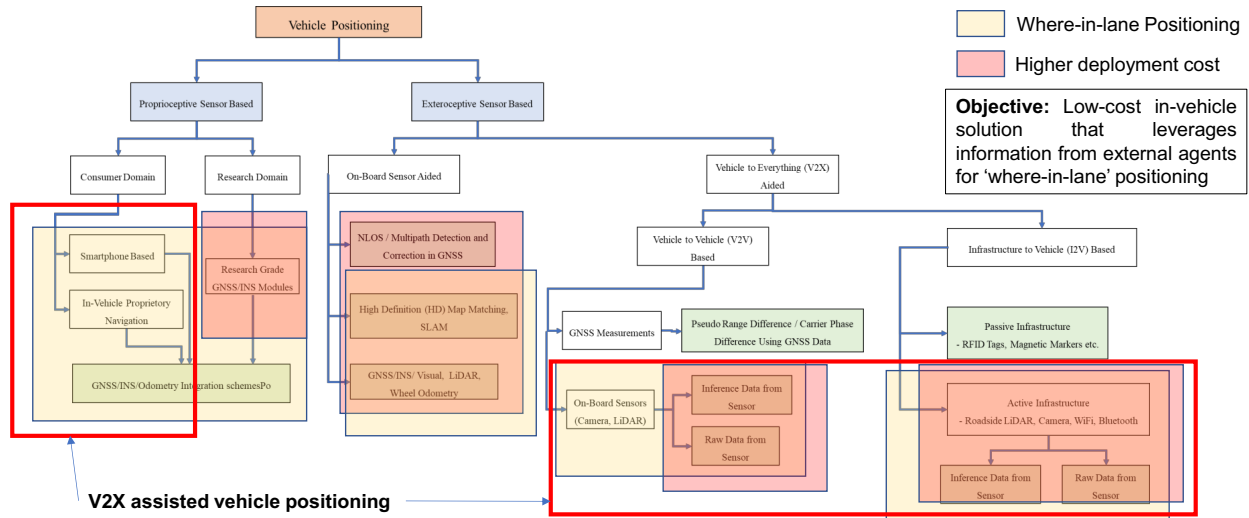 Vehicle Positioning
Where-in-lane Positioning
Higher deployment cost
Objective: Low-cost in-vehicle
solution that leverages
information from external agents
for ‘where-in-lane’ positioning
Proprioceptive Sensor Based
Exteroceptive Sensor Based
Consumer Domain
Research Domain
On-Board Sensor Aided
Vehicle to Everything (V2X)
Aided
Smartphone Based
In-Vehicle Proprietory
Navigation
Research Grade
GNSS/INS Modules
GNSS/INS/Odometry Integration schemesPo
NLOS / Multipath Detection and
Correction in GNSS
High Definition (HD) Map Matching,
SLAM
GNSS/INS/ Visual, LiDAR,
Wheel Odometry
Vehicle to Vehicle (V2V)
Based
Infrastructure to Vehicle (I2V) Based
GNSS Measurements
Pseudo Range Difference / Carrier Phase
Difference Using GNSS Data
Passive Infrastructure
- RFID Tags, Magnetic Markers etc.
On-Board Sensors
(Camera, LiDAR)
Inference Data from
Sensor
Raw Data from
Sensor
Active Infrastructure
- Roadside LiDAR, Camera, WiFi, Bluetooth
Inference Data from
Sensor
Raw Data from
Sensor
V2X assisted vehicle positioning